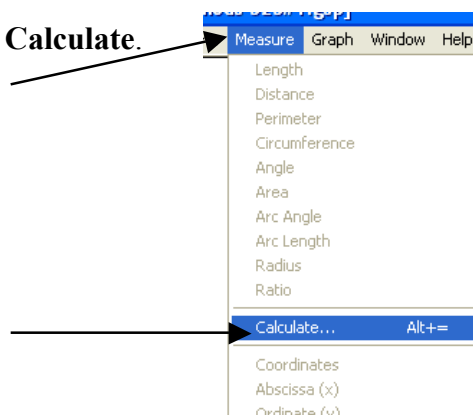 Calculate.
Measure Graph Window Help
Length
Distance
Perimeter
Circumference
Angle
Area
Arc Angle
Arc Length
Radius
Ratio
Calculate... Alt+=
Coordinates
Abscissa (x)
Ordinate (y)